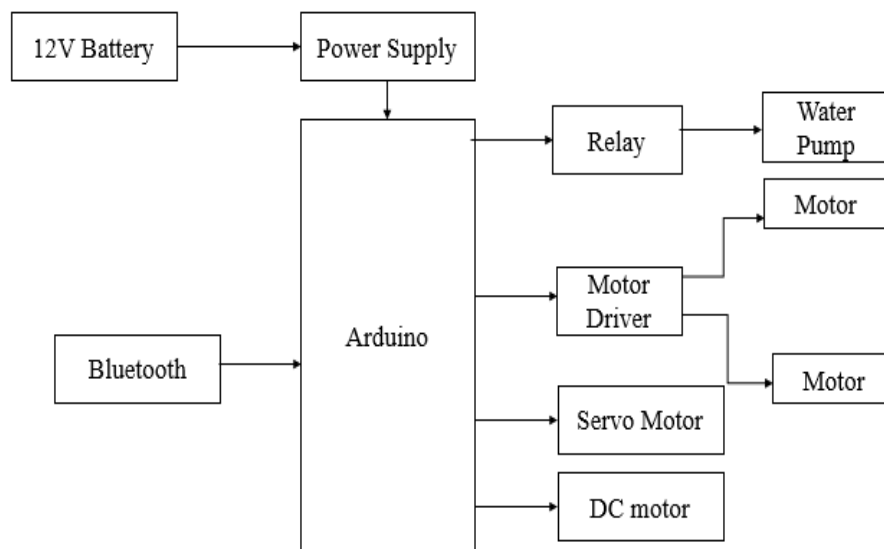 12V Battery
Power Supply
Water
Pump
Relay
Motor
Motor
Driver
Arduino
Bluetooth
Motor
Servo Motor
DC motor